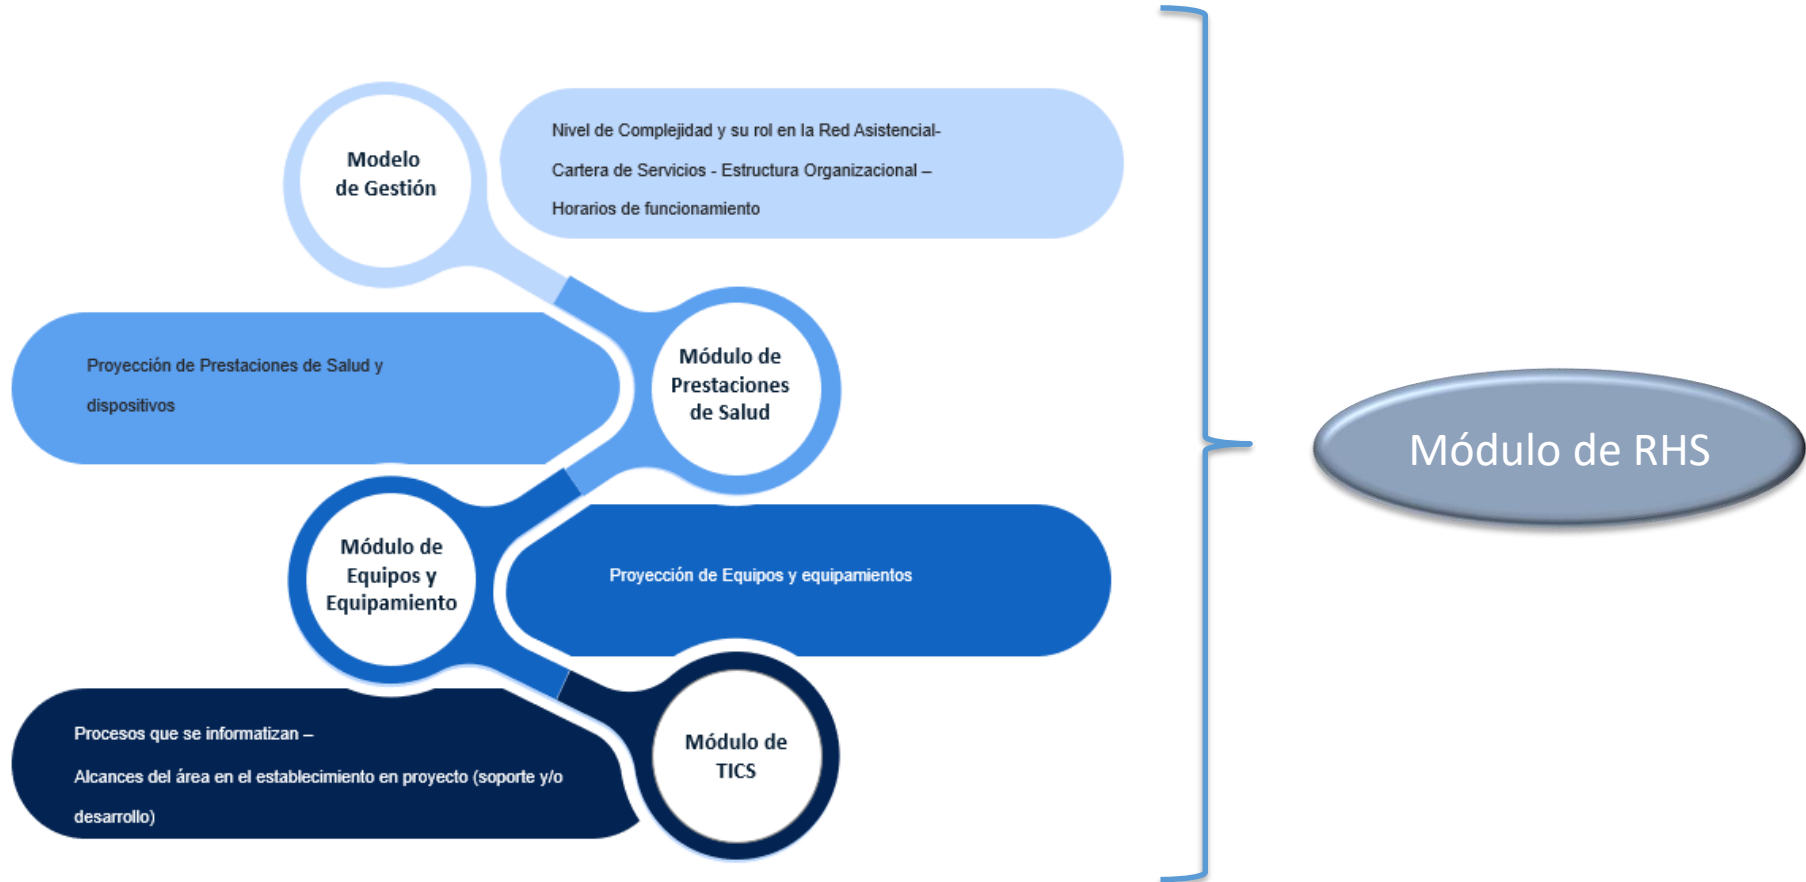 Modelo
de Gestión
Nivel de Complejidad y su rol en la Red Asistencial-
Cartera de Servicios - Estructura Organizacional –
Horarios de funcionamiento
Proyección de Prestaciones de Salud y
dispositivos
Módulo de
Prestaciones
de Salud
Módulo de
Equipos y
Equipamiento
Proyección de Equipos y equipamientos
Procesos que se informatizan –
Alcances del área en el establecimiento en proyecto (soporte y/o
desarrollo)
Módulo de
TICS
Módulo de RHS